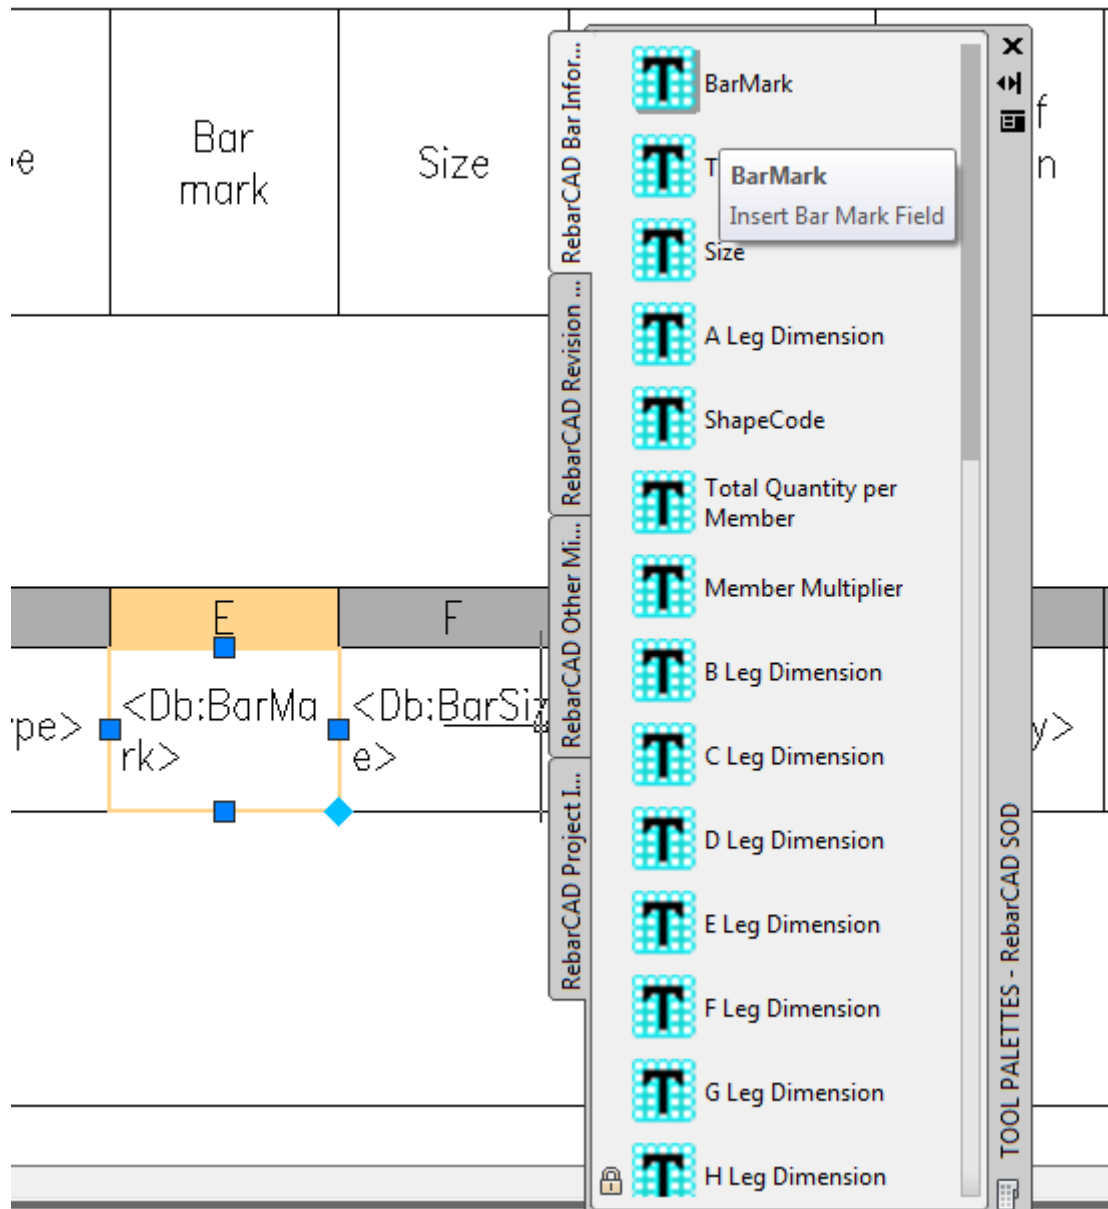 Bar
mark
Size
E
F
<Db:BarMa
rk>
<Db:BarSiz
e>
pe>
y>
RebarCAD Bar Infor...
RebarCAD Revision ...
RebarCAD Other Mi...
RebarCAD Project I...
BarMark
T
BarMark
Insert Bar Mark Field
Size
A Leg Dimension
ShapeCode
Total Quantity per
Member
Member Multiplier
B Leg Dimension
C Leg Dimension
D Leg Dimension
E Leg Dimension
F Leg Dimension
G Leg Dimension
H Leg Dimension
f
n
TOOL PALETTES - RebarCAD SOD